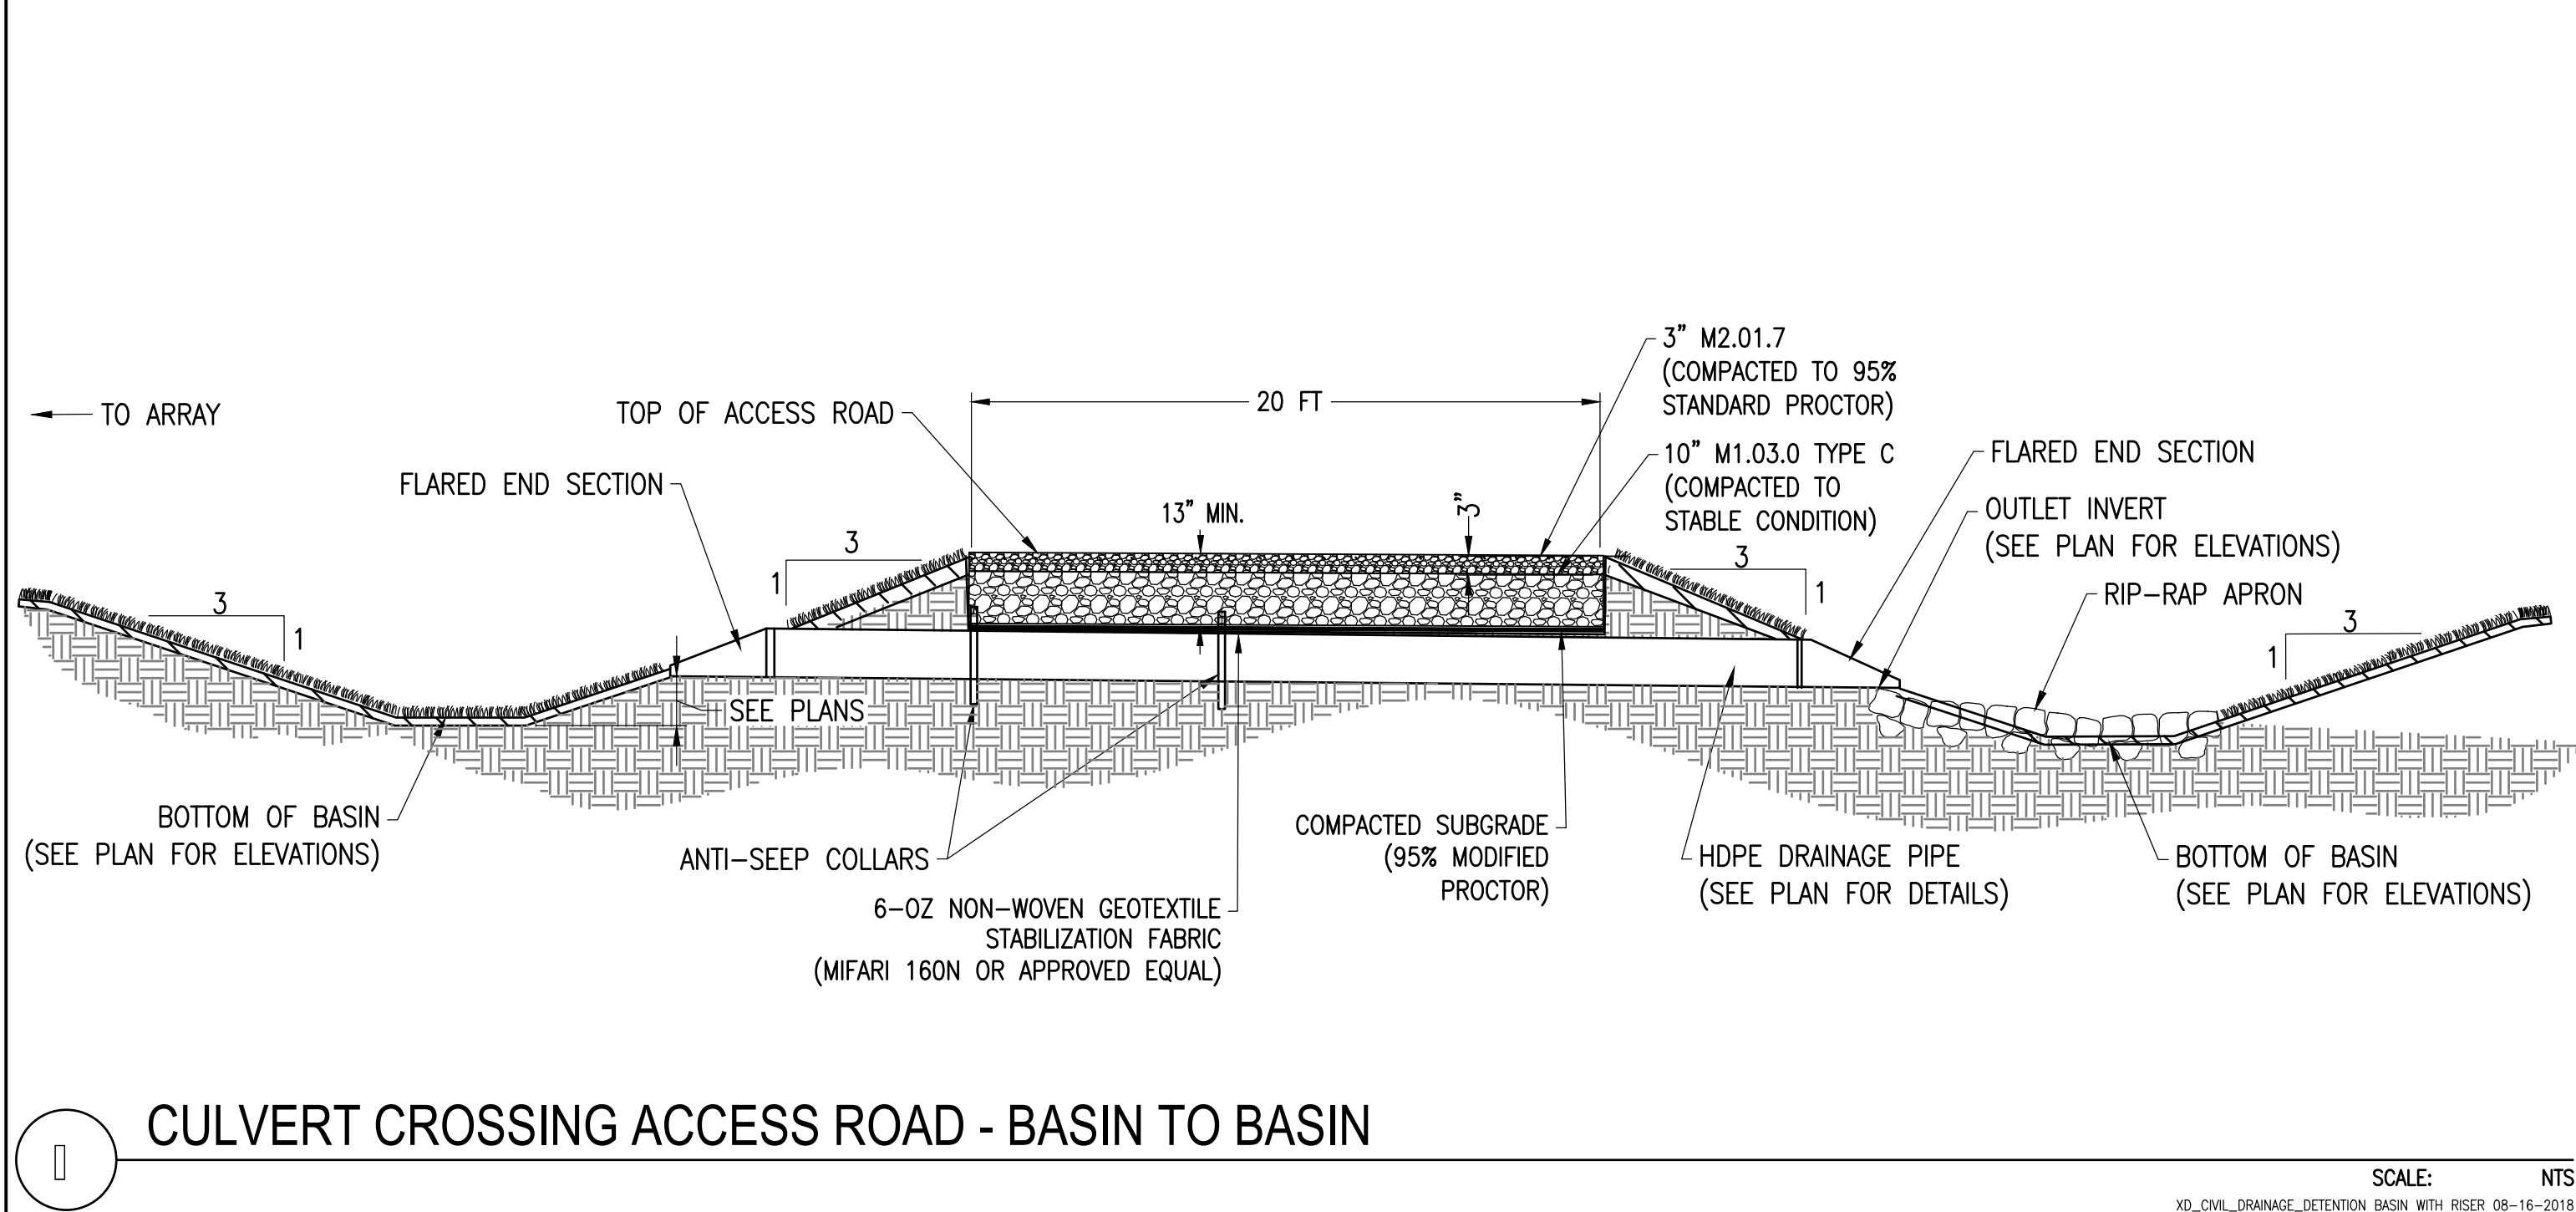 3” M2.01.7
(COMPACTED TO 95%
STANDARD PROCTOR)
TO ARRAY
TOP OF ACCESS ROAD
20 FT
10” M1.03.0 TYPE C
(COMPACTED TO
STABLE CONDITION)
FLARED END SECTION
FLARED END SECTION
13” MIN.
3”
OUTLET INVERT
(SEE PLAN FOR ELEVATIONS)
RIP-RAP APRON
3
1
3
1
3
1
3
1
SEE PLANS
BOTTOM OF BASIN
(SEE PLAN FOR ELEVATIONS)
ANTI-SEEP COLLARS
6-OZ NON-WOVEN GEOTEXTILE
STABILIZATION FABRIC
(MIFARI 160N OR APPROVED EQUAL)
COMPACTED SUBGRADE
(95% MODIFIED
PROCTOR)
HDPE DRAINAGE PIPE
(SEE PLAN FOR DETAILS)
BOTTOM OF BASIN
(SEE PLAN FOR ELEVATIONS)
CULVERT CROSSING ACCESS ROAD - BASIN TO BASIN
SCALE: NTS
XD_CIVIL_DRAINAGE_DETENTION BASIN WITH RISER 08-16-2018